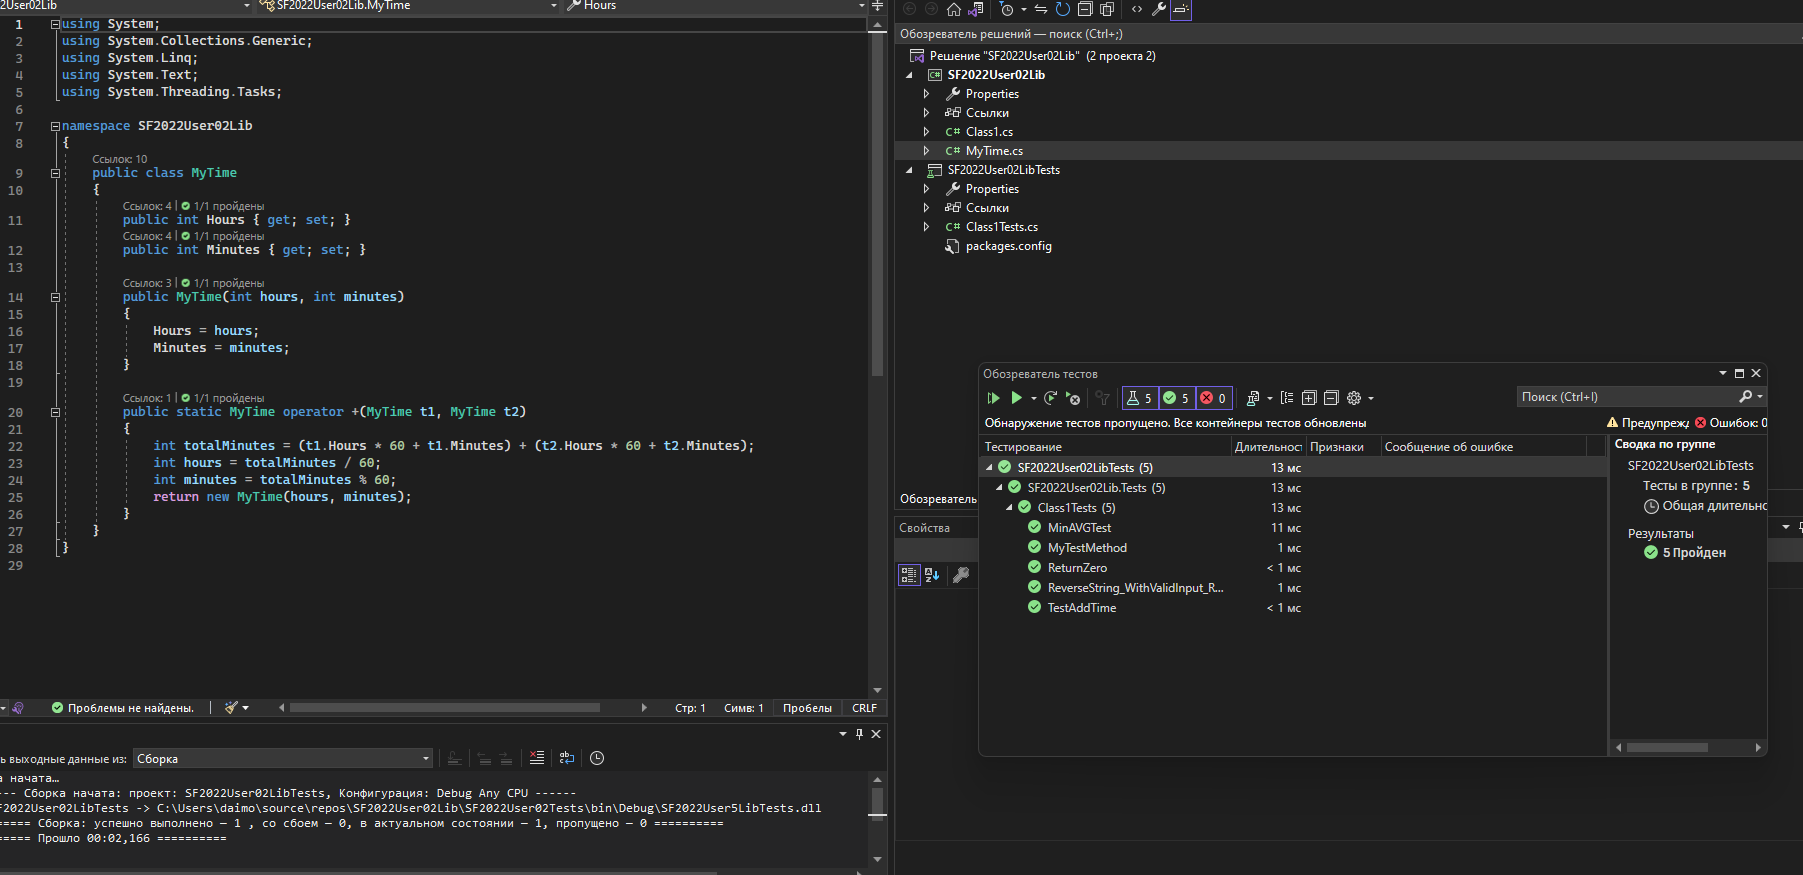 2User02Lib
SF2022User02Lib.MyTime
Hours
1 using System;
2 using System.Collections.Generic;
3 using System.Linq;
4 using System.Text;
5 using System.Threading.Tasks;
6
7 namespace SF2022User02Lib
8 {
Ссылок: 10
9 public class MyTime
10 {
Ссылок: 4 | 1/1 пройдены
11 public int Hours { get; set; }
Ссылок: 4 | 1/1 пройдены
12 public int Minutes { get; set; }
13
Ссылок: 3 | 1/1 пройдены
14 public MyTime(int hours, int minutes)
15 {
16 Hours = hours;
17 Minutes = minutes;
18 }
19
Ссылок: 1 | 1/1 пройдены
20 public static MyTime operator +(MyTime t1, MyTime t2)
21 {
22 int totalMinutes = (t1.Hours * 60 + t1.Minutes) + (t2.Hours * 60 + t2.Minutes);
23 int hours = totalMinutes / 60;
24 int minutes = totalMinutes % 60;
25 return new MyTime(hours, minutes);
26 }
27 }
28 }
29
Проблемы не найдены.
Стр: 1
Симв: 1
Пробелы
CRLF
ь выходные данные из:
Сборка
а начата…
--- Сборка начата: проект: SF2022User02LibTests, Конфигурация: Debug Any CPU ------
F2022User02LibTests -> C:\Users\daimo\source\repos\SF2022User02Lib\SF2022User02Tests\bin\Debug\SF2022User5LibTests.dll
===== Сборка: успешно выполнено — 1 , со сбоем — 0, в актуальном состоянии — 1, пропущено — 0 ==========
===== Прошло 00:02,166 ==========
Обозреватель решений — поиск (Ctrl+;)
Решение "SF2022User02Lib" (2 проекта 2)
SF2022User02Lib
Properties
Ссылки
C# Class1.cs
C# MyTime.cs
SF2022User02LibTests
Properties
Ссылки
C# Class1Tests.cs
packages.config
Обозреватель
Свойства
Обозреватель тестов
5
5
0
Поиск (Ctrl+I)
Обнаружение тестов пропущено. Все контейнеры тестов обновлены
Предупрежд
Ошибок: 0
Тестирование
Длительност
Признаки
Сообщение об ошибке
SF2022User02LibTests (5) 13 мс
SF2022User02Lib.Tests (5) 13 мс
Class1Tests (5) 13 мс
MinAVGTest 11 мс
MyTestMethod 1 мс
ReturnZero < 1 мс
ReverseString_WithValidInput_R... 1 мс
TestAddTime < 1 мс
Сводка по группе
SF2022User02LibTests
Тесты в группе: 5
Общая длительно
Результаты
5 Пройден